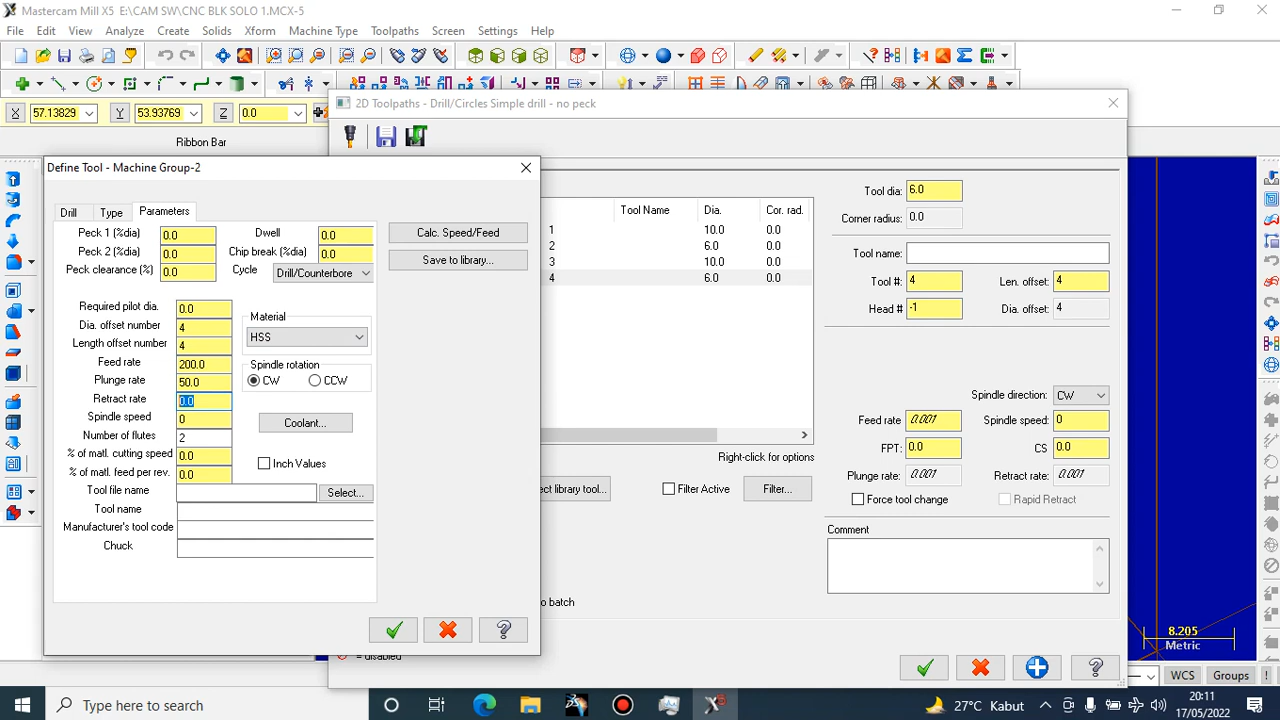 Mastercam Mill X5 E:\CAM SW\CNC BLK SOLO 1.MCX-5
File Edit View Analyze Create Solids Xform Machine Type Toolpaths Screen Settings Help
X 57.13829 Y 53.93769 Z 0.0
Ribbon Bar
2D Toolpaths - Drill/Circles Simple drill - no peck
Define Tool - Machine Group-2
Drill Type Parameters
Peck 1 (%dia) 0.0 Dwell 0.0
Peck 2 (%dia) 0.0 Chip break (%dia) 0.0
Peck clearance (%) 0.0 Cycle Drill/Counterbore
Required pilot dia. 0.0
Dia. offset number 4
Length offset number 4
Feed rate 200.0
Plunge rate 50.0
Retract rate 0.0
Spindle speed 0
Number of flutes 2
% of matl. cutting speed 0.0
% of matl. feed per rev. 0.0
Tool file name Select...
Tool name
Manufacturer's tool code
Chuck
Material
HSS
Spindle rotation
CW CCW
Coolant...
Inch Values
Calc. Speed/Feed
Save to library...
Tool Name Dia. Cor. rad.
1 10.0 0.0
2 6.0 0.0
3 10.0 0.0
4 6.0 0.0
Right-click for options
ect library tool... Filter Active Filter...
o batch
= disabled
Tool dia: 6.0
Corner radius: 0.0
Tool name:
Tool #: 4 Len. offset: 4
Head # -1 Dia. offset: 4
Spindle direction: CW
Feed rate 0.001 Spindle speed: 0
FPT: 0.0 CS 0.0
Plunge rate: 0.001 Retract rate: 0.001
Force tool change Rapid Retract
Comment
8.205
Metric
WCS Groups
Type here to search
27°C Kabut
20:11
17/05/2022